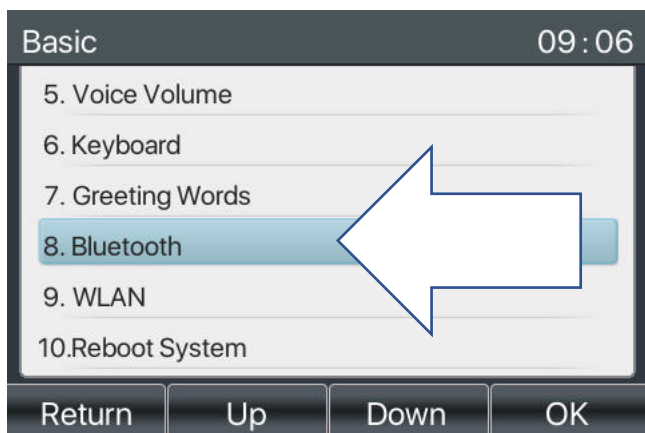 Basic 09:06
5. Voice Volume
6. Keyboard
7. Greeting Words
8. Bluetooth
9. WLAN
10.Reboot System
Return Up Down OK